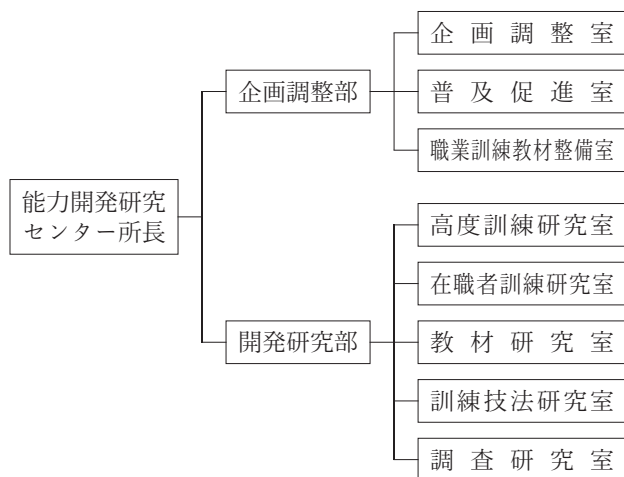 能力開発研究
センター所長
企画調整部
企画調整室
普及促進室
職業訓練教材整備室
開発研究部
高度訓練研究室
在職者訓練研究室
教材研究室
訓練技法研究室
調査研究室